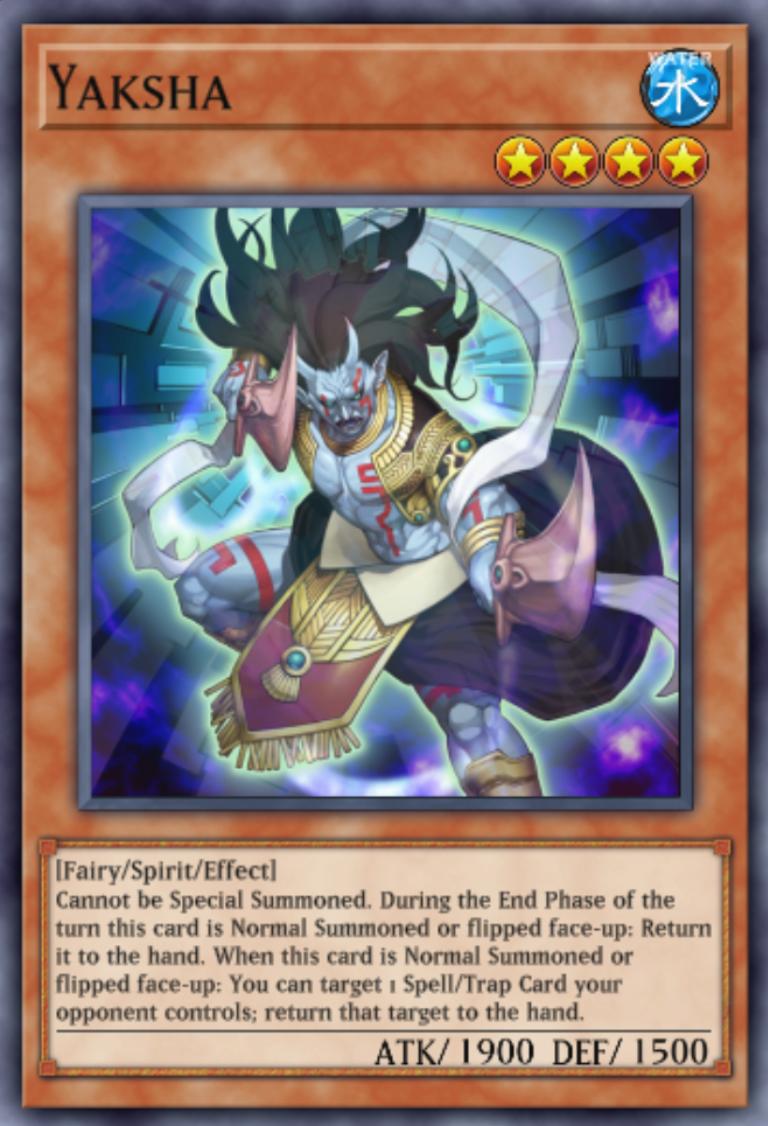 YAKSHA
WATER
水
[Fairy/Spirit/Effect]
Cannot be Special Summoned. During the End Phase of the
turn this card is Normal Summoned or flipped face-up: Return
it to the hand. When this card is Normal Summoned or
flipped face-up: You can target 1 Spell/Trap Card your
opponent controls; return that target to the hand.
ATK/ 1900 DEF/ 1500